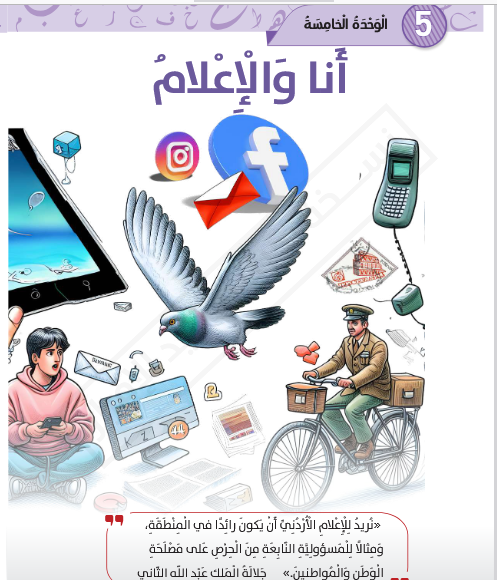 5
الْوَحْدَةُ الْخامِسَةُ
أَنا وَالْإِعْلامُ
«نُريدُ لِلْإِعْلامِ الْأُرْدُنِيِّ أَنْ يَكونَ رائِدًا في الْمِنْطَقَةِ،
وَمِثالًا لِلْمَسؤولِيَّةِ النّابِعَةِ مِنَ الْحِرْصِ عَلى مَصْلَحَةِ
الْوَطَنِ وَالْمُواطِنينَ.» جَلالَةُ الْمَلِكِ عَبْدِ اللهِ الثّاني